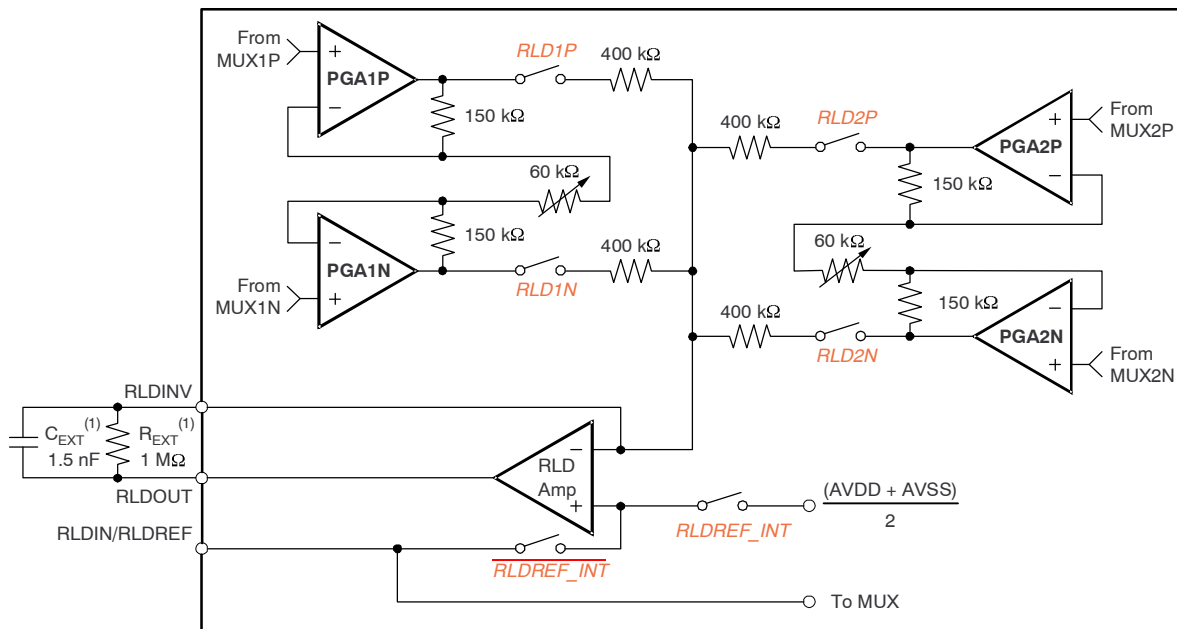 From
MUX1P
+
PGA1P
−
RLD1P
400 kΩ
150 kΩ
60 kΩ
150 kΩ
−
PGA1N
+
From
MUX1N
RLD1N
400 kΩ
400 kΩ
RLD2P
+
PGA2P
−
From
MUX2P
150 kΩ
60 kΩ
150 kΩ
400 kΩ
RLD2N
−
PGA2N
+
From
MUX2N
RLDINV
C_EXT (1)
1.5 nF
R_EXT (1)
1 MΩ
RLDOUT
RLDIN/RLDREF
−
RLD
Amp
+
RLDREF_INT
(AVDD + AVSS)
2
RLDREF_INT
To MUX